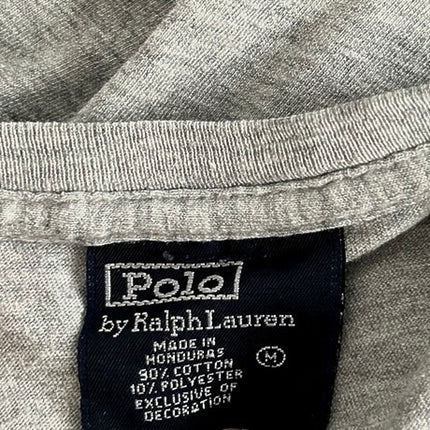 Polo
by Ralph Lauren
MADE IN
HONDURAS
90% COTTON
10% POLYESTER
EXCLUSIVE OF
DECORATION
M